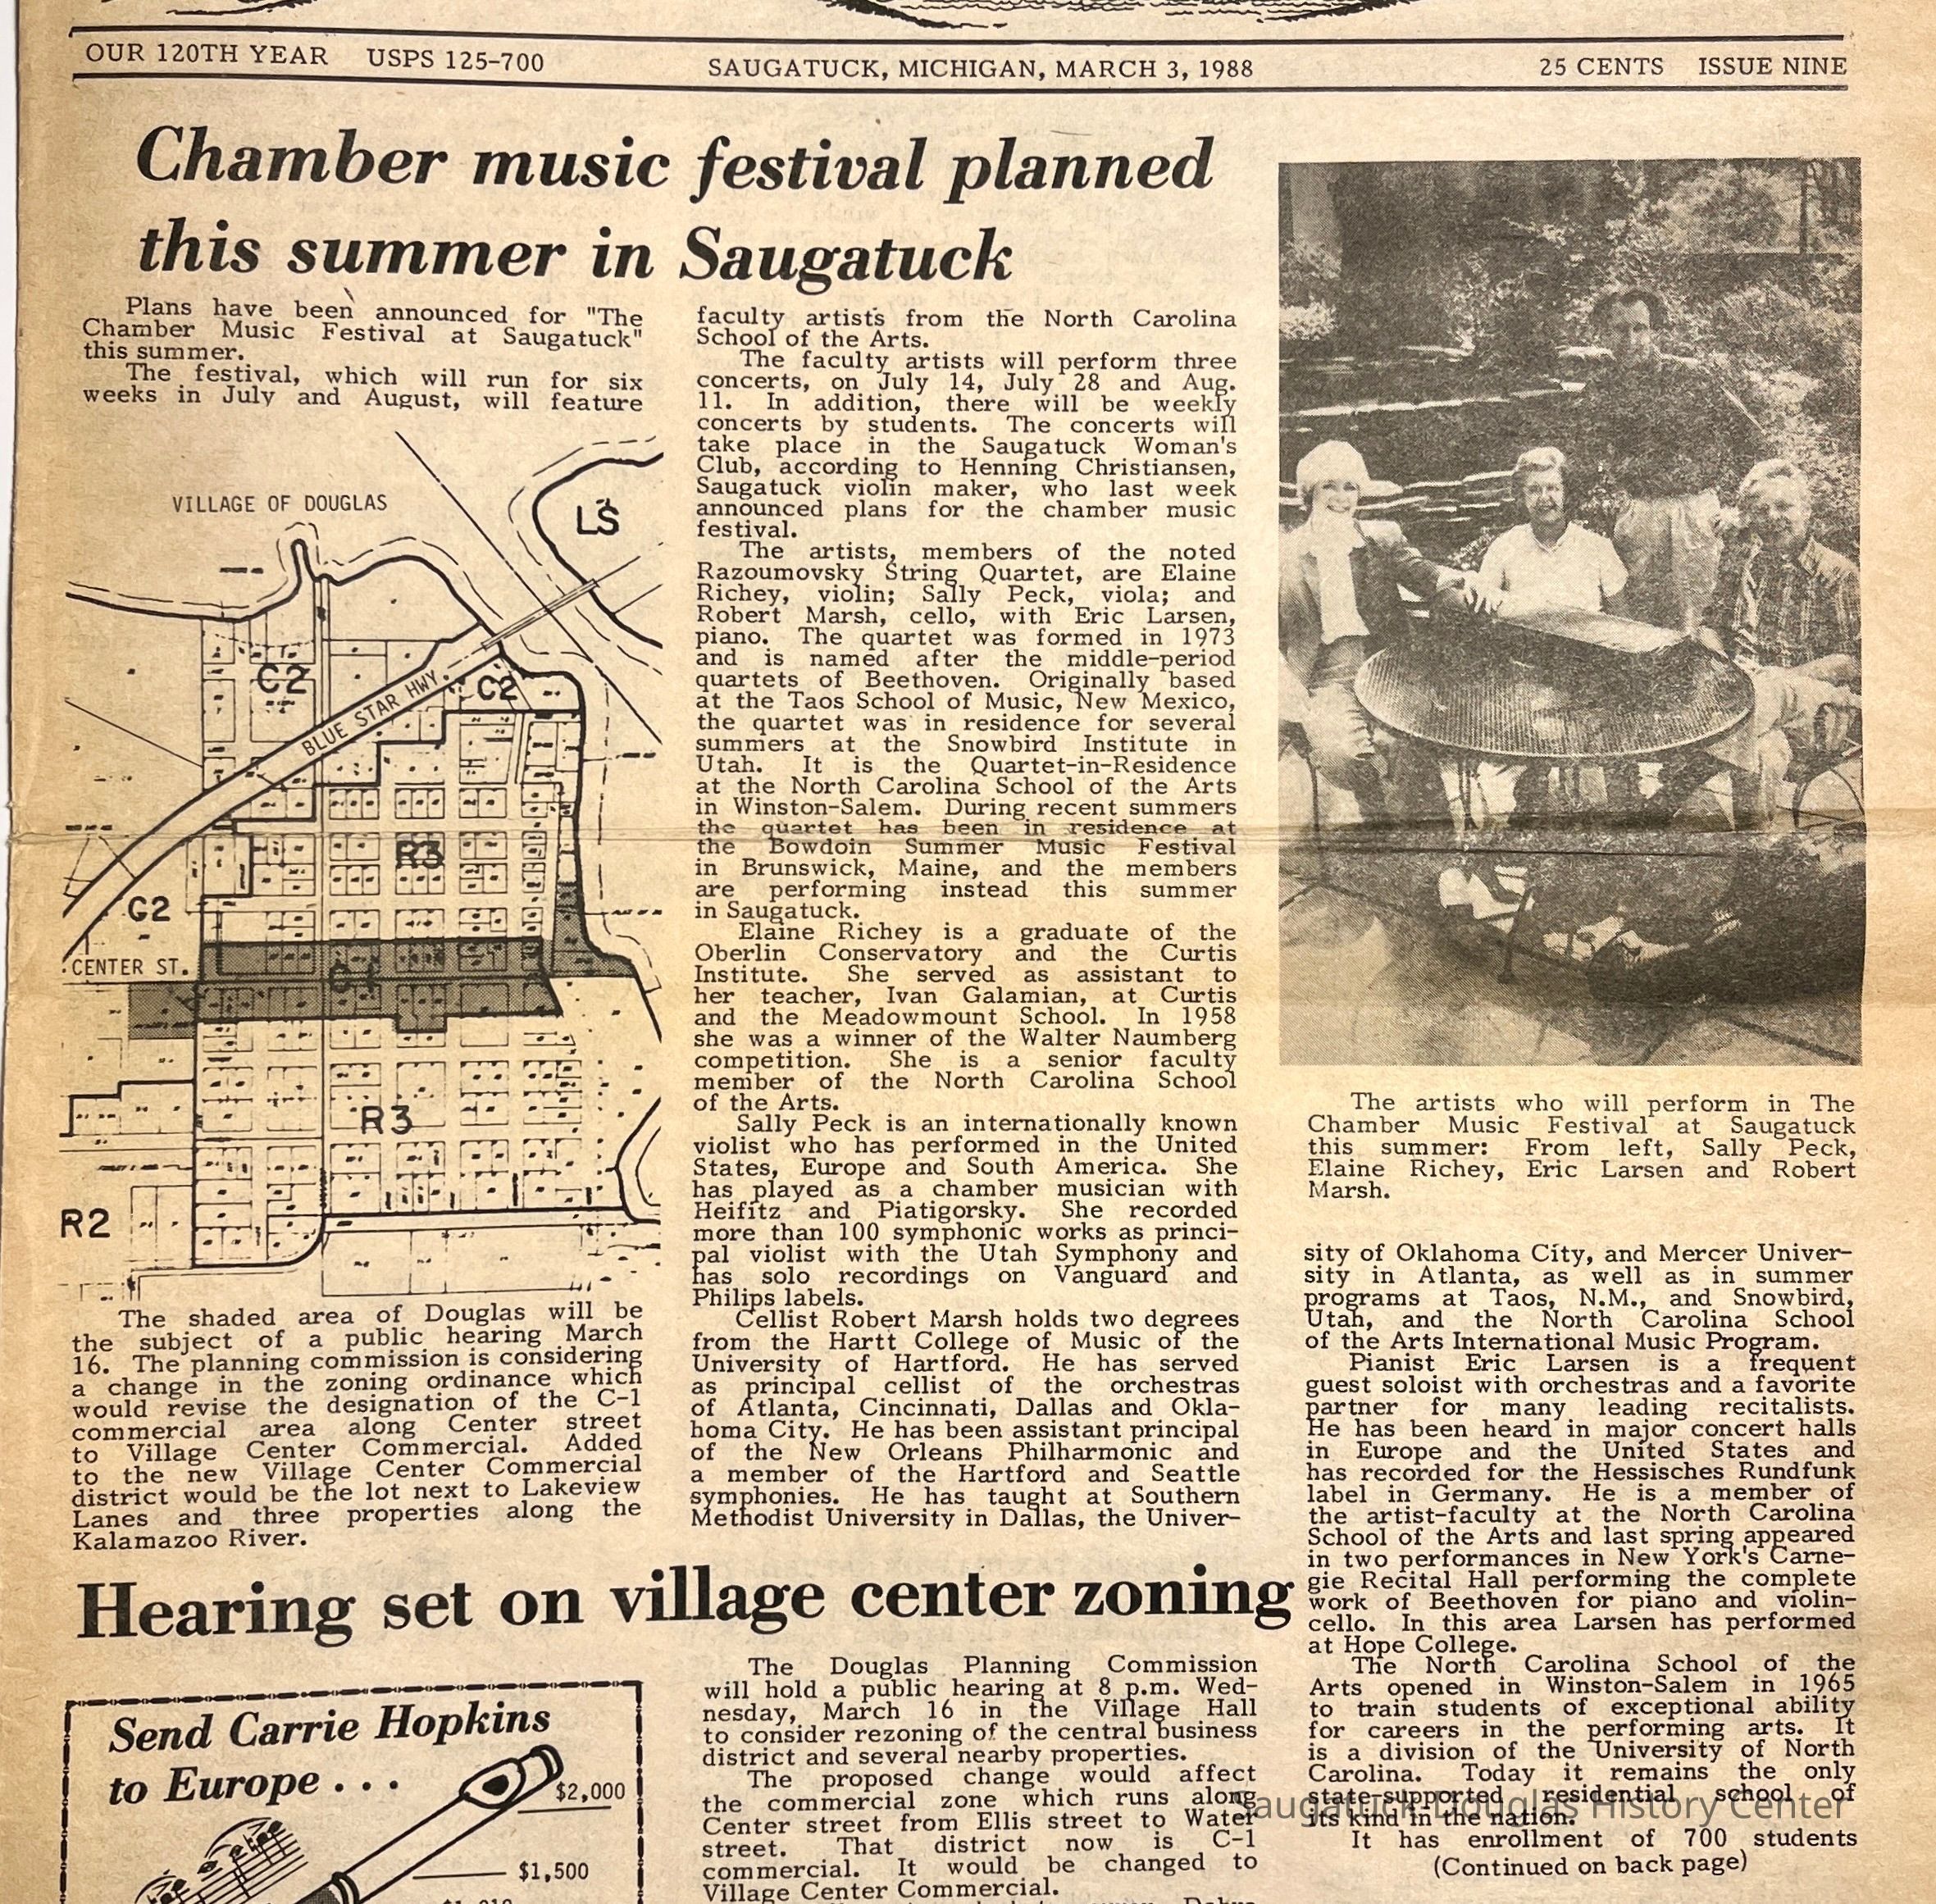 OUR 120TH YEAR USPS 125-700 SAUGATUCK, MICHIGAN, MARCH 3, 1988 25 CENTS ISSUE NINE
Chamber music festival planned
this summer in Saugatuck
Plans have been announced for "The
Chamber Music Festival at Saugatuck"
this summer.
The festival, which will run for six
weeks in July and August, will feature
faculty artists from the North Carolina
School of the Arts.
The faculty artists will perform three
concerts, on July 14, July 28 and Aug.
11. In addition, there will be weekly
concerts by students. The concerts will
take place in the Saugatuck Woman's
Club, according to Henning Christiansen,
Saugatuck violin maker, who last week
announced plans for the chamber music
festival.
The artists, members of the noted
Razoumovsky String Quartet, are Elaine
Richey, violin; Sally Peck, viola; and
Robert Marsh, cello, with Eric Larsen,
piano. The quartet was formed in 1973
and is named after the middle-period
quartets of Beethoven. Originally based
at the Taos School of Music, New Mexico,
the quartet was in residence for several
summers at the Snowbird Institute in
Utah. It is the Quartet-in-Residence
at the North Carolina School of the Arts
in Winston-Salem. During recent summers
the quartet has been in residence at
the Bowdoin Summer Music Festival
in Brunswick, Maine, and the members
are performing instead this summer
in Saugatuck.
Elaine Richey is a graduate of the
Oberlin Conservatory and the Curtis
Institute. She served as assistant to
her teacher, Ivan Galamian, at Curtis
and the Meadowmount School. In 1958
she was a winner of the Walter Naumberg
competition. She is a senior faculty
member of the North Carolina School
of the Arts.
Sally Peck is an internationally known
violist who has performed in the United
States, Europe and South America. She
has played as a chamber musician with
Heifitz and Piatigorsky. She recorded
more than 100 symphonic works as princi-
pal violist with the Utah Symphony and
has solo recordings on Vanguard and
Philips labels.
Cellist Robert Marsh holds two degrees
from the Hartt College of Music of the
University of Hartford. He has served
as principal cellist of the orchestras
of Atlanta, Cincinnati, Dallas and Okla-
homa City. He has been assistant principal
of the New Orleans Philharmonic and
a member of the Hartford and Seattle
symphonies. He has taught at Southern
Methodist University in Dallas, the Univer-
The artists who will perform in The
Chamber Music Festival at Saugatuck
this summer: From left, Sally Peck,
Elaine Richey, Eric Larsen and Robert
Marsh.
sity of Oklahoma City, and Mercer Univer-
sity in Atlanta, as well as in summer
programs at Taos, N.M., and Snowbird,
Utah, and the North Carolina School
of the Arts International Music Program.
Pianist Eric Larsen is a frequent
guest soloist with orchestras and a favorite
partner for many leading recitalists.
He has been heard in major concert halls
in Europe and the United States and
has recorded for the Hessisches Rundfunk
label in Germany. He is a member of
the artist-faculty at the North Carolina
School of the Arts and last spring appeared
in two performances in New York's Carne-
gie Recital Hall performing the complete
work of Beethoven for piano and violin-
cello. In this area Larsen has performed
at Hope College.
The North Carolina School of the
Arts opened in Winston-Salem in 1965
to train students of exceptional ability
for careers in the performing arts. It
is a division of the University of North
Carolina. Today it remains the only
state-supported residential school of
its kind in the nation.
It has enrollment of 700 students
(Continued on back page)
VILLAGE OF DOUGLAS
LS
C2
C2
BLUE STAR HWY.
R3
C2
CENTER ST.
C1
R3
R2
The shaded area of Douglas will be
the subject of a public hearing March
16. The planning commission is considering
a change in the zoning ordinance which
would revise the designation of the C-1
commercial area along Center street
to Village Center Commercial. Added
to the new Village Center Commercial
district would be the lot next to Lakeview
Lanes and three properties along the
Kalamazoo River.
Hearing set on village center zoning
The Douglas Planning Commission
will hold a public hearing at 8 p.m. Wed-
nesday, March 16 in the Village Hall
to consider rezoning of the central business
district and several nearby properties.
The proposed change would affect
the commercial zone which runs along
Center street from Ellis street to Water
street. That district now is C-1
commercial. It would be changed to
Village Center Commercial.
Send Carrie Hopkins
to Europe . . .
$2,000
$1,500
Saugatuck-Douglas History Center